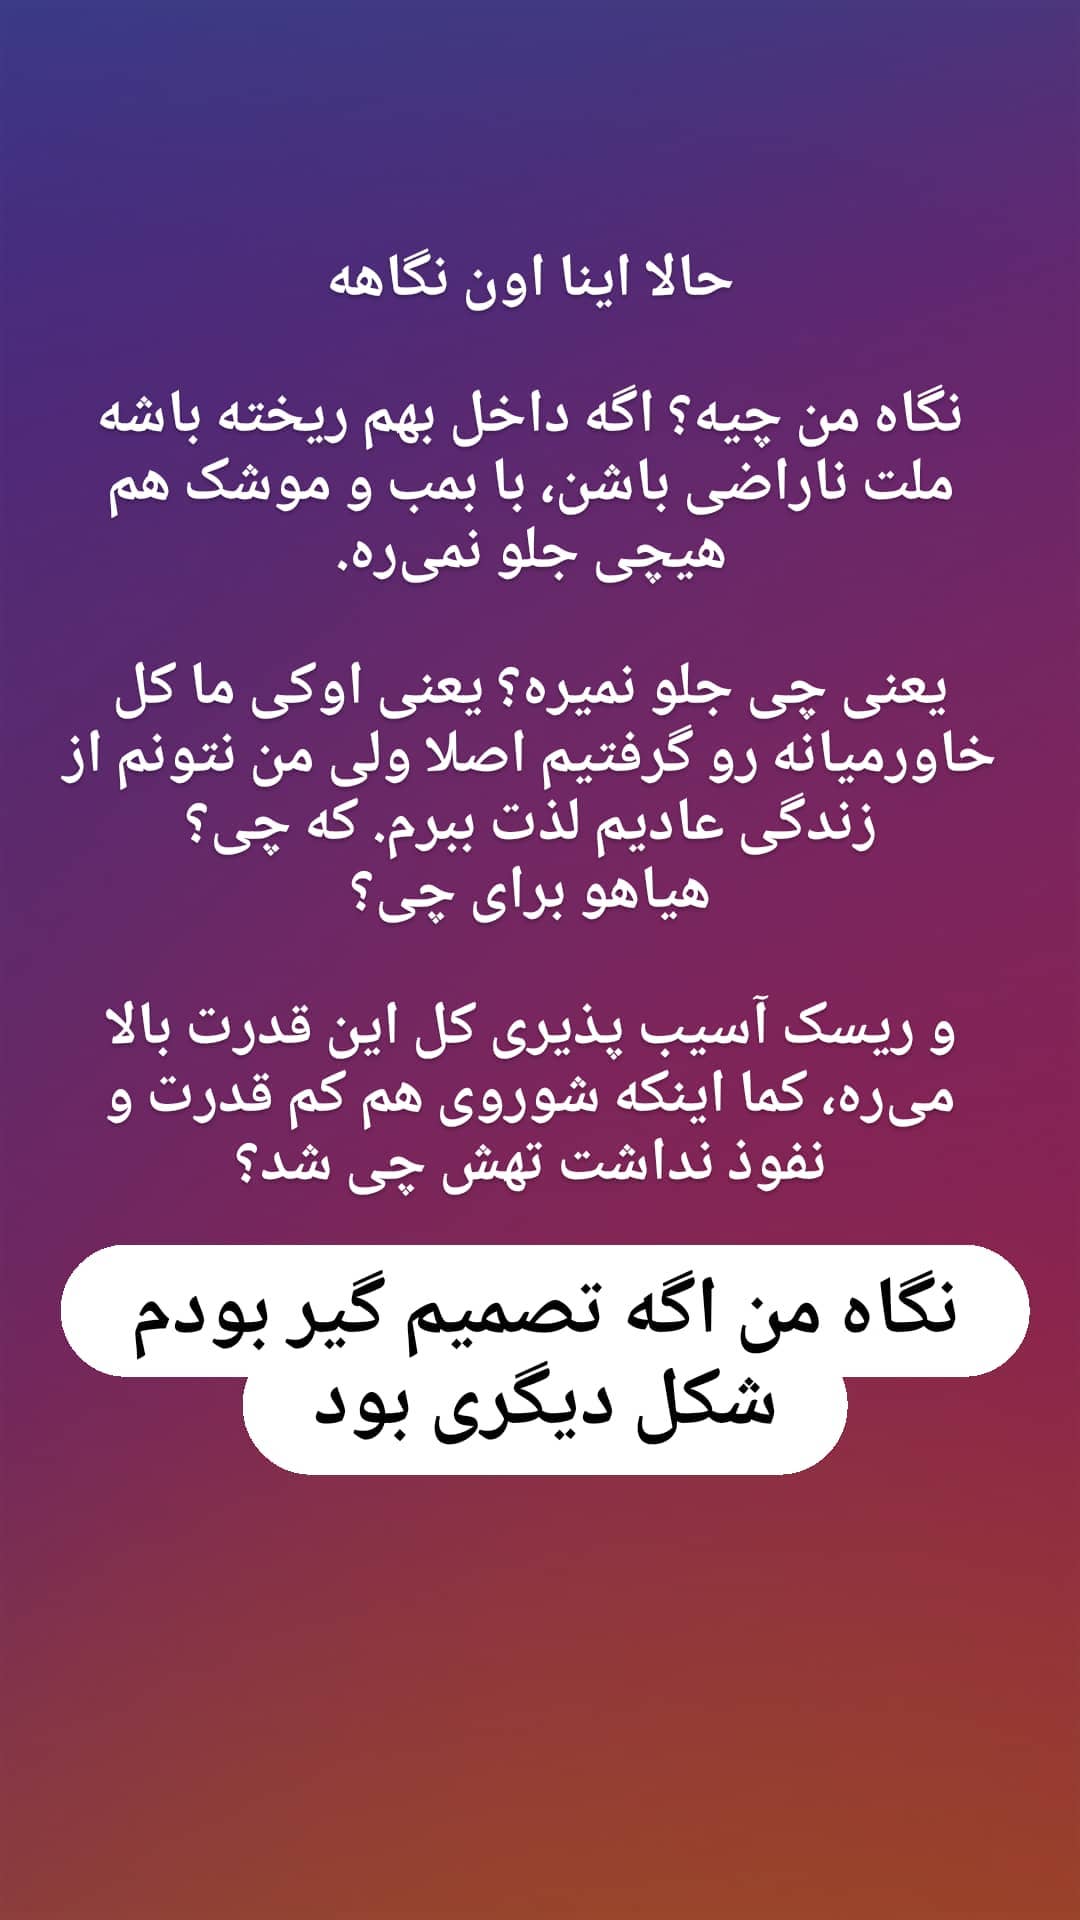 حالا اینا اون نگاهه
نگاه من چیه؟ اگه داخل بهم ریخته باشه
ملت ناراضی باشن، با بمب و موشک هم
هیچی جلو نمی‌ره.
یعنی چی جلو نمیره؟ یعنی اوکی ما کل
خاورمیانه رو گرفتیم اصلا ولی من نتونم از
زندگی عادیم لذت ببرم. که چی؟
هیاهو برای چی؟
و ریسک آسیب پذیری کل این قدرت بالا
می‌ره، کما اینکه شوروی هم کم قدرت و
نفوذ نداشت تهش چی شد؟
نگاه من اگه تصمیم گیر بودم
شکل دیگری بود